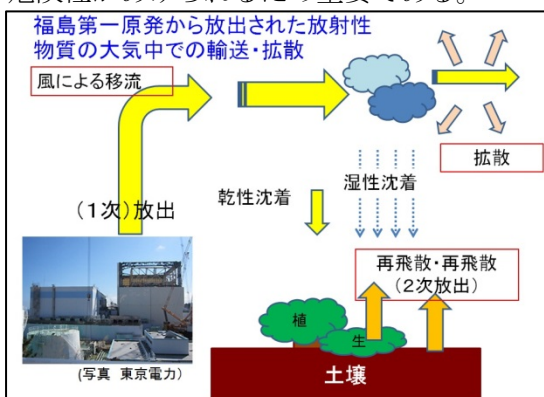 福島第一原発から放出された放射性
物質の大気中での輸送・拡散
風による移流
拡散
(1次)放出
乾性沈着
湿性沈着
再飛散・再飛散
(2次放出)
植
生
(写真 東京電力)
土壌